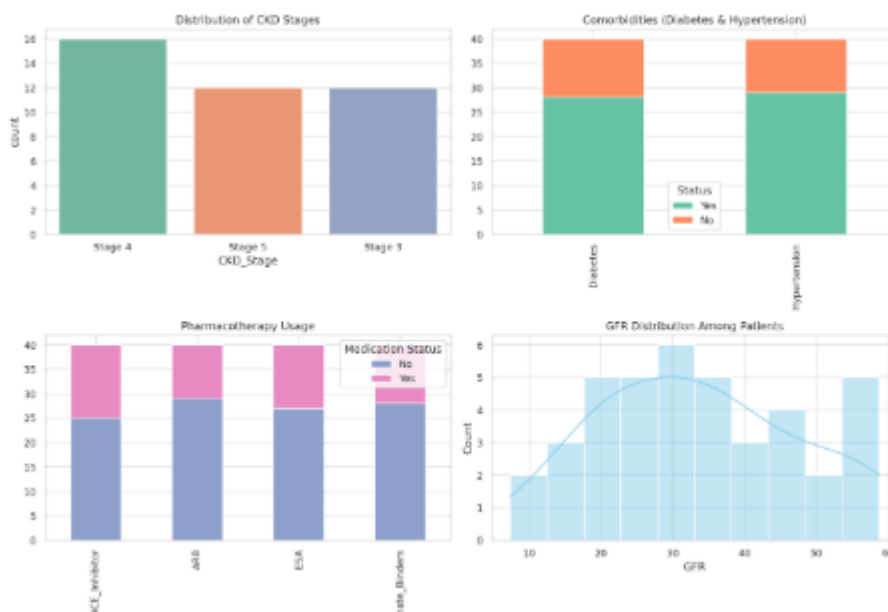 Distribution of CKD Stages
16
14
12
10
8
6
4
2
0
count
Stage 4
Stage 5
Stage 3
CKD_Stage
Comorbidities (Diabetes & Hypertension)
40
35
30
25
20
15
10
5
0
Status
Yes
No
Diabetes
Hypertension
Pharmacotherapy Usage
40
35
30
25
20
15
10
5
0
Medication Status
No
Yes
CE_Inhibitor
ARB
ESA
ate_Binders
GFR Distribution Among Patients
6
5
4
3
2
1
0
Count
10
20
30
40
50
GFR